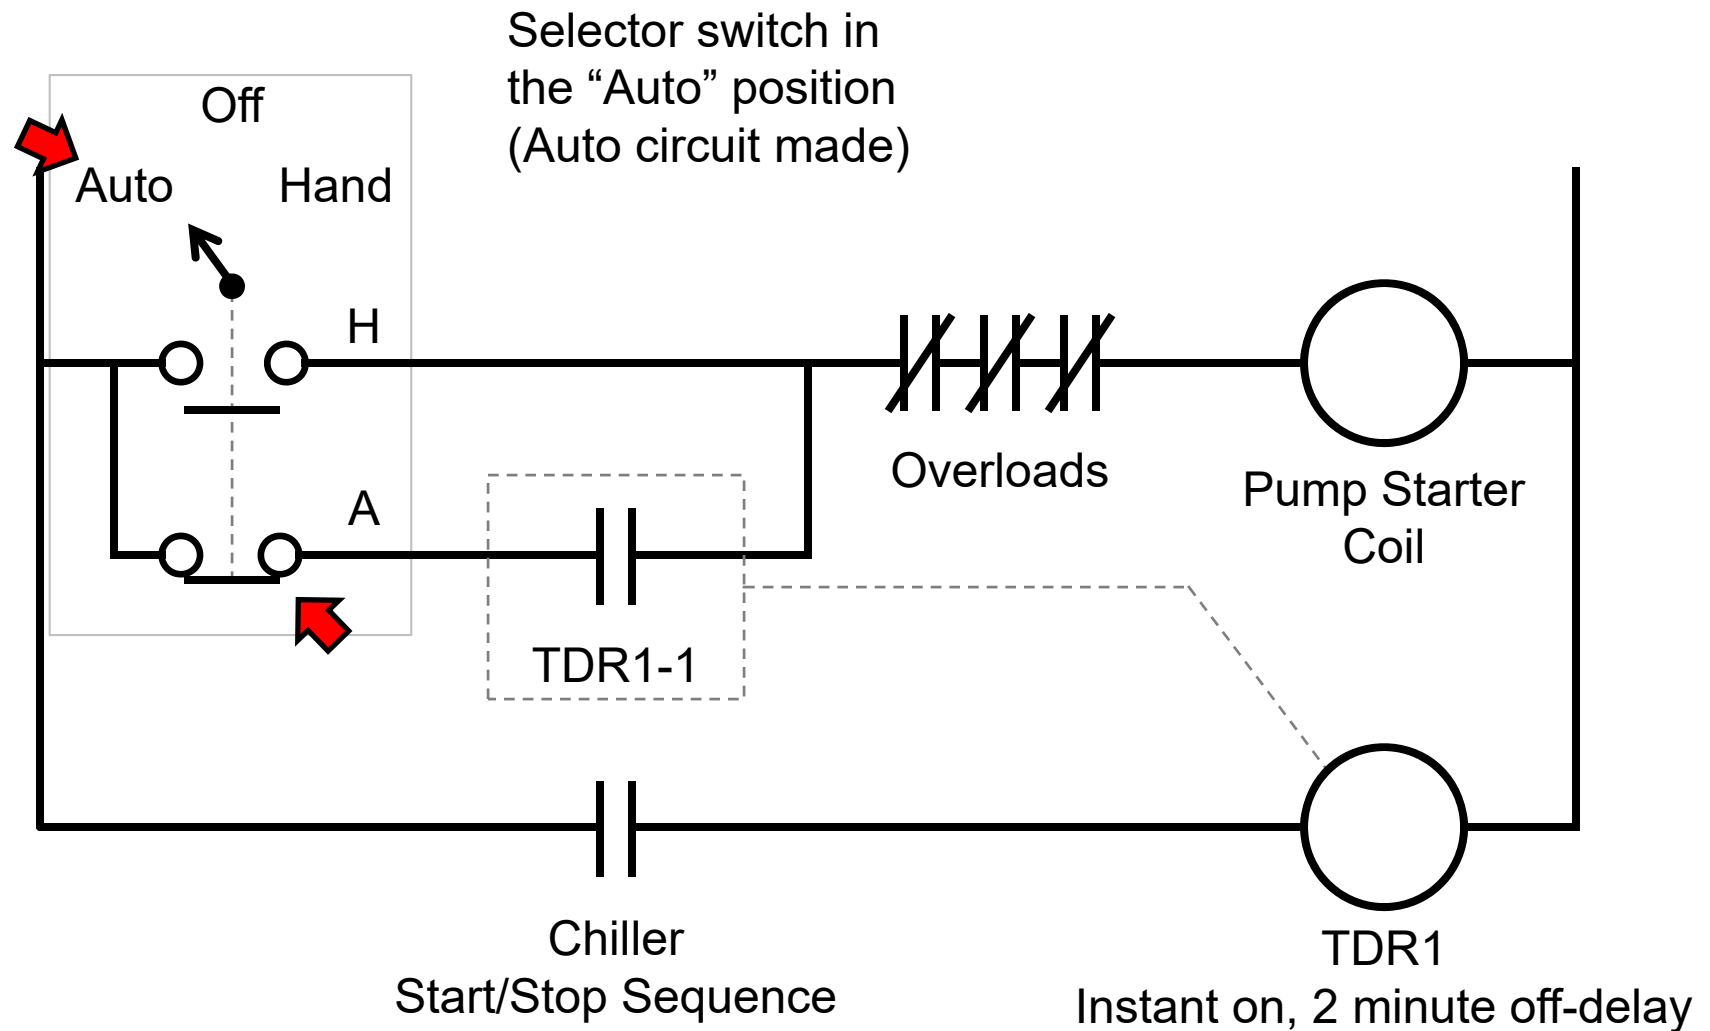 Selector switch in
the “Auto” position
(Auto circuit made)
Off
Auto
Hand
H
A
Overloads
Pump Starter
Coil
TDR1-1
Chiller
Start/Stop Sequence
TDR1
Instant on, 2 minute off-delay